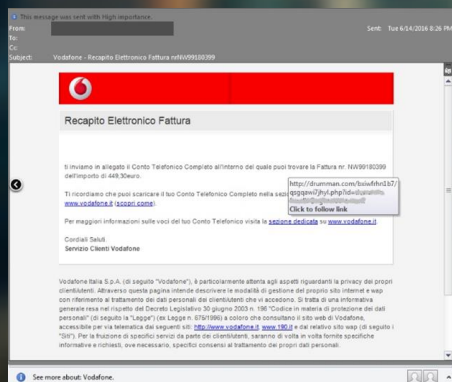 This message was sent with High importance.
From:
Sent: Tue 6/14/2016 8:26 PM
To:
Cc:
Subject: Vodafone - Recapito Elettronico Fattura nrNW99180399
Recapito Elettronico Fattura
ti inviamo in allegato il Conto Telefonico Completo all'interno del quale puoi trovare la Fattura nr. NW99180399
dell'importo di 449,30euro.
Ti ricordiamo che puoi scaricare il tuo Conto Telefonico Completo nella sezi
www.vodafone.it (scopri come).
http://drumman.com/
Click to follow link
Per maggiori informazioni sulle voci del tuo Conto Telefonico visita la sezione dedicata su www.vodafone.it.
Cordiali Saluti.
Servizio Clienti Vodafone
Vodafone Italia S.p.A. (di seguito "Vodafone"), è particolarmente attenta agli aspetti riguardanti la privacy dei propri
clienti/utenti. Attraverso questa pagina intende descrivere le modalità di gestione del proprio sito internet e wap
con riferimento al trattamento dei dati personali dei clienti/utenti che vi accedono. Si tratta di una informativa
generale resa nel rispetto del Decreto Legislativo 30 giugno 2003 n. 196 "Codice in materia di protezione dei dati
personali" (di seguito la "Legge") (ex Legge n. 675/1996) a coloro che consultano il sito web di Vodafone,
accessibile per via telematica dai seguenti siti: http://www.vodafone.it, www.190.it e dal relativo sito wap (di seguito i
"Siti"). Per la fruizione di specifici servizi da parte dei clienti/utenti, saranno di volta in volta fornite specifiche
informative e richiesti, ove necessario, specifici consensi al trattamento dei propri dati personali.
See more about: Vodafone.